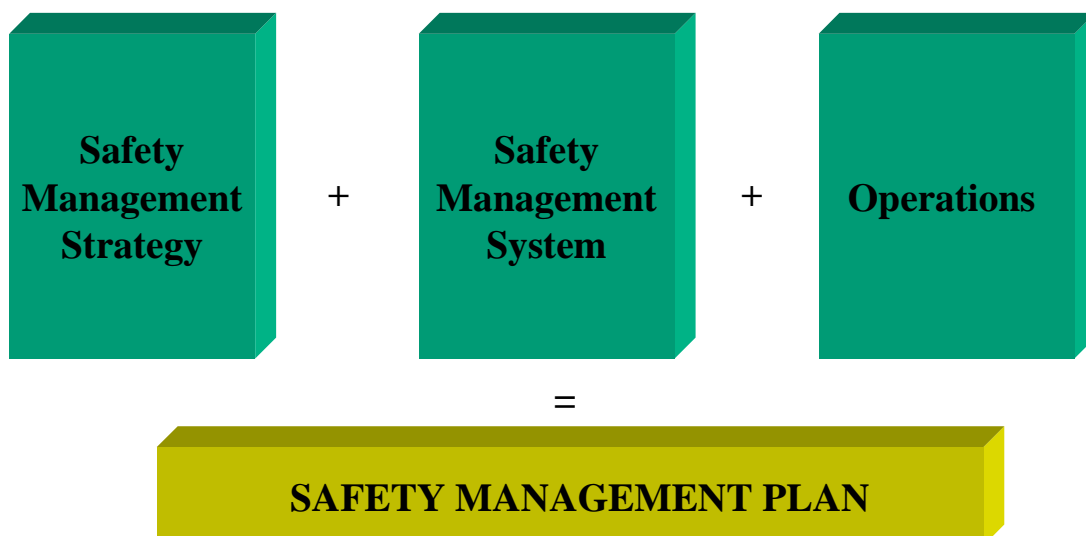 Safety
Management
Strategy
+
Safety
Management
System
+
Operations
=
SAFETY MANAGEMENT PLAN